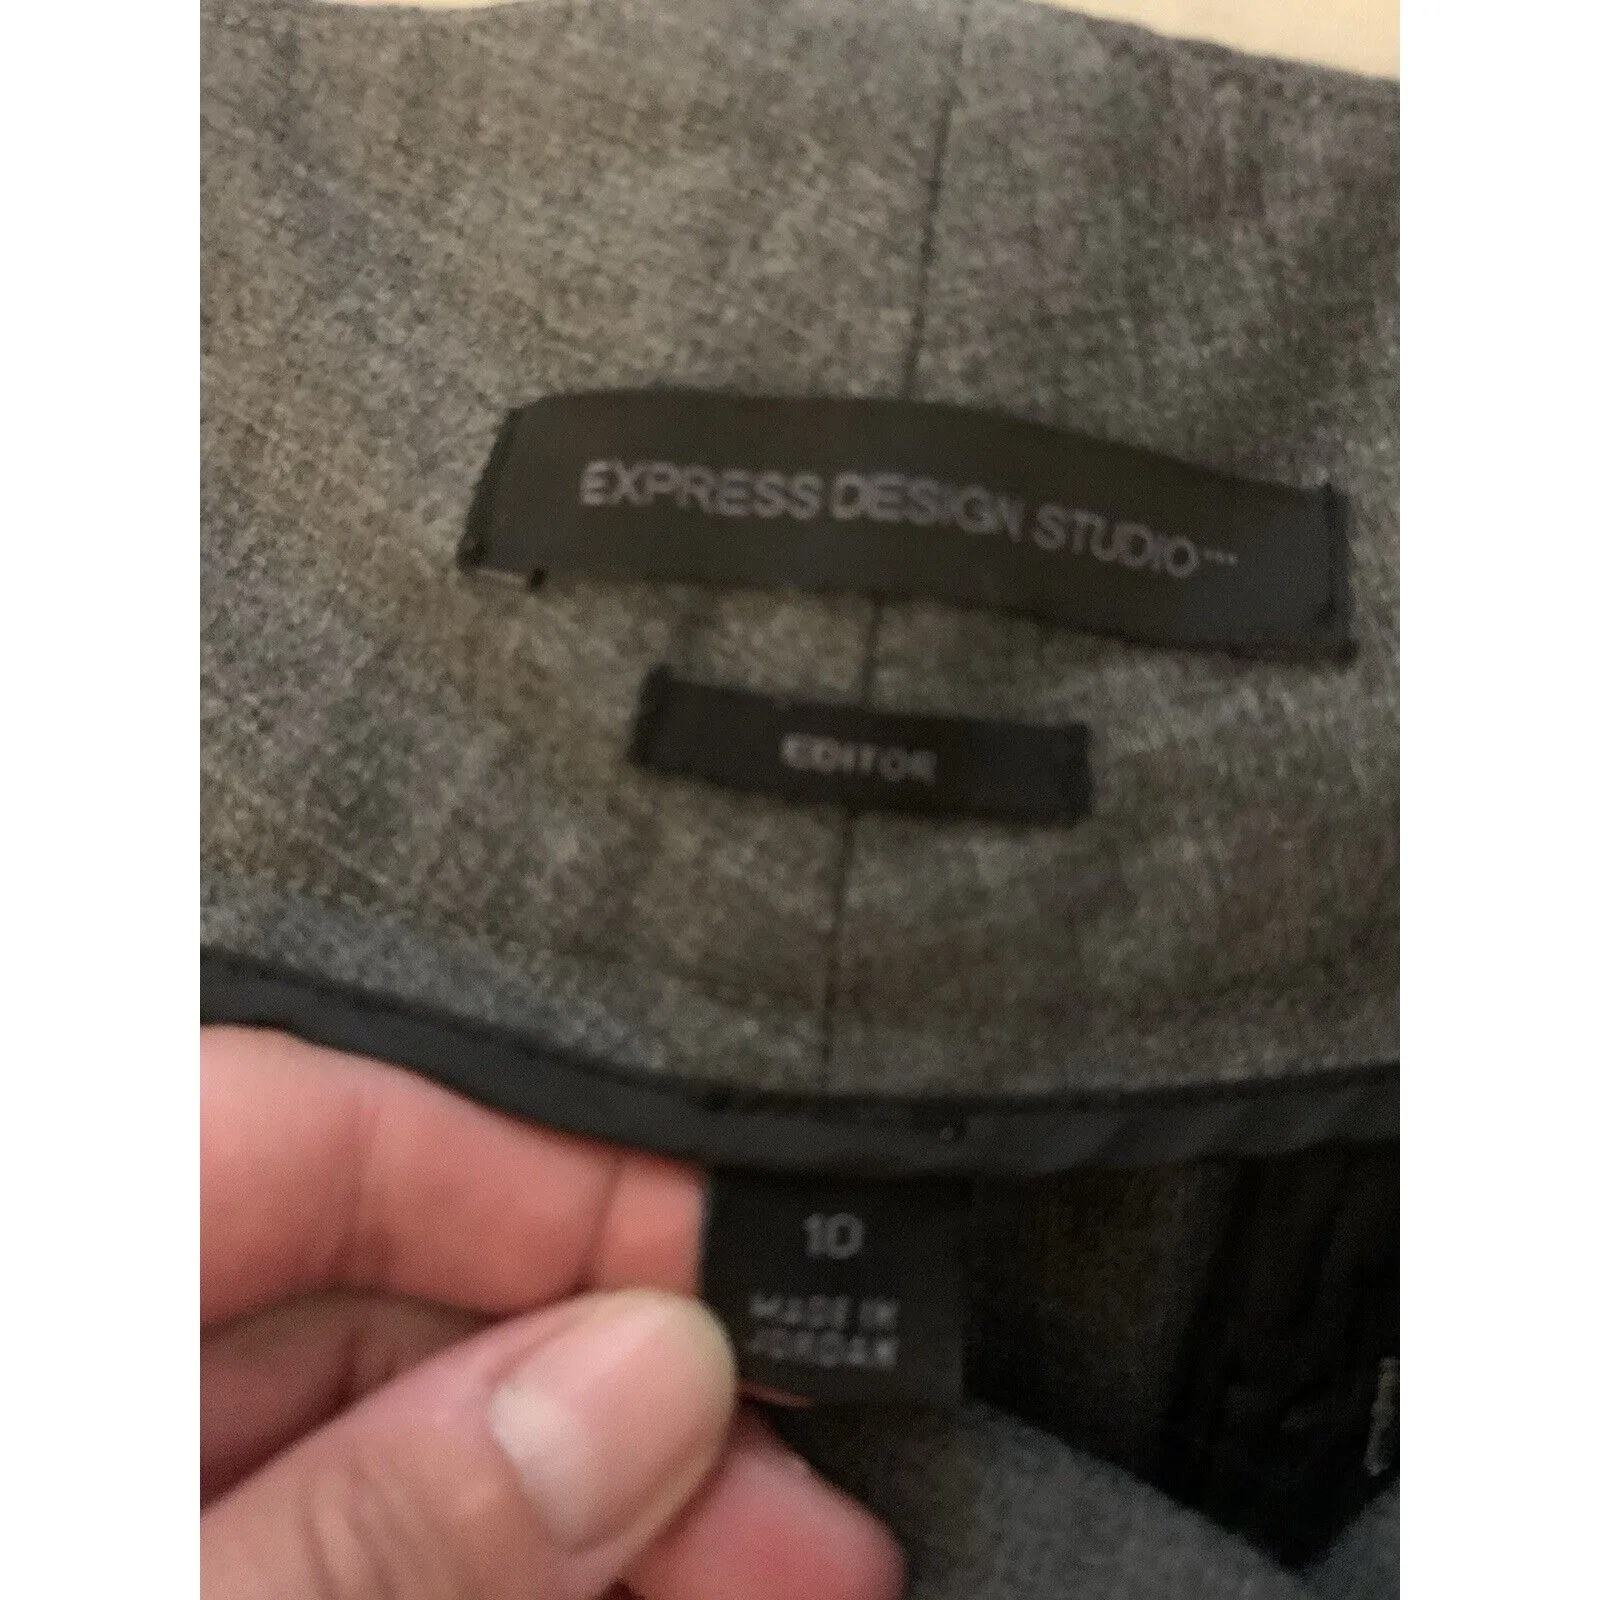 EXPRESS DESIGN STUDIO™
EDITOR
10
MADE IN
JORDAN